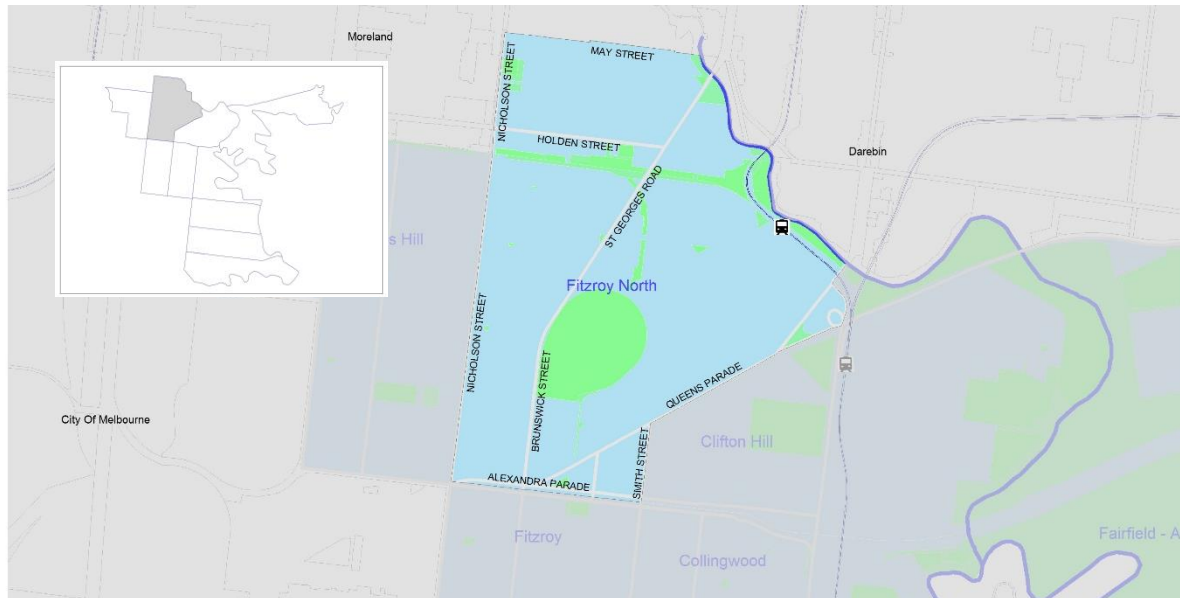 Moreland
NICHOLSON STREET
MAY STREET
HOLDEN STREET
Darebin
ST GEORGES ROAD
s Hill
Fitzroy North
NICHOLSON STREET
BRUNSWICK STREET
QUEENS PARADE
City Of Melbourne
Clifton Hill
SMITH STREET
ALEXANDRA PARADE
Fitzroy
Collingwood
Fairfield - A